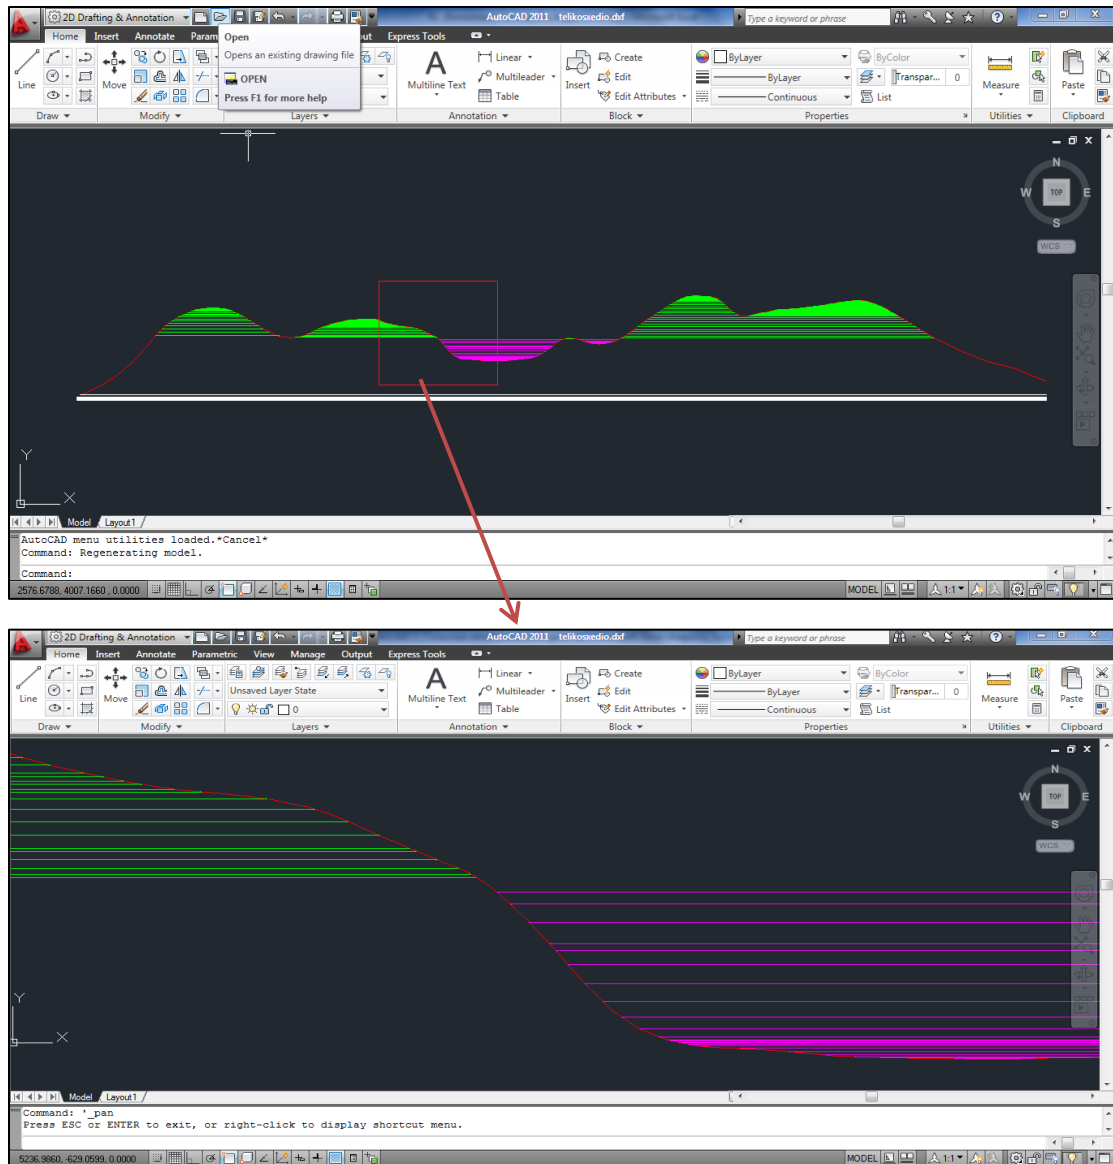 2D Drafting & Annotation
AutoCAD 2011 telikosxedio.dxf
Type a keyword or phrase
Home Insert Annotate Param ut Express Tools
Open
Opens an existing drawing file
OPEN
Press F1 for more help
Line
Move
Multiline Text
Linear
Multileader
Table
Insert
Create
Edit
Edit Attributes
ByLayer
ByLayer
Continuous
ByColor
Transpar... 0
List
Measure
Paste
Draw Modify Layers Annotation Block Properties Utilities Clipboard
N
W TOP E
S
WCS
Y
X
Model Layout1
AutoCAD menu utilities loaded.*Cancel*
Command: Regenerating model.
Command:
2576.6788, 4007.1660 , 0.0000 MODEL 1:1
2D Drafting & Annotation
AutoCAD 2011 telikosxedio.dxf
Type a keyword or phrase
Home Insert Annotate Parametric View Manage Output Express Tools
Line
Move
Unsaved Layer State
0
Multiline Text
Linear
Multileader
Table
Insert
Create
Edit
Edit Attributes
ByLayer
ByLayer
Continuous
ByColor
Transpar... 0
List
Measure
Paste
Draw Modify Layers Annotation Block Properties Utilities Clipboard
N
W TOP E
S
WCS
Y
X
Model Layout1
Command: '_pan
Press ESC or ENTER to exit, or right-click to display shortcut menu.
5236.9860, -629.0599, 0.0000 MODEL 1:1